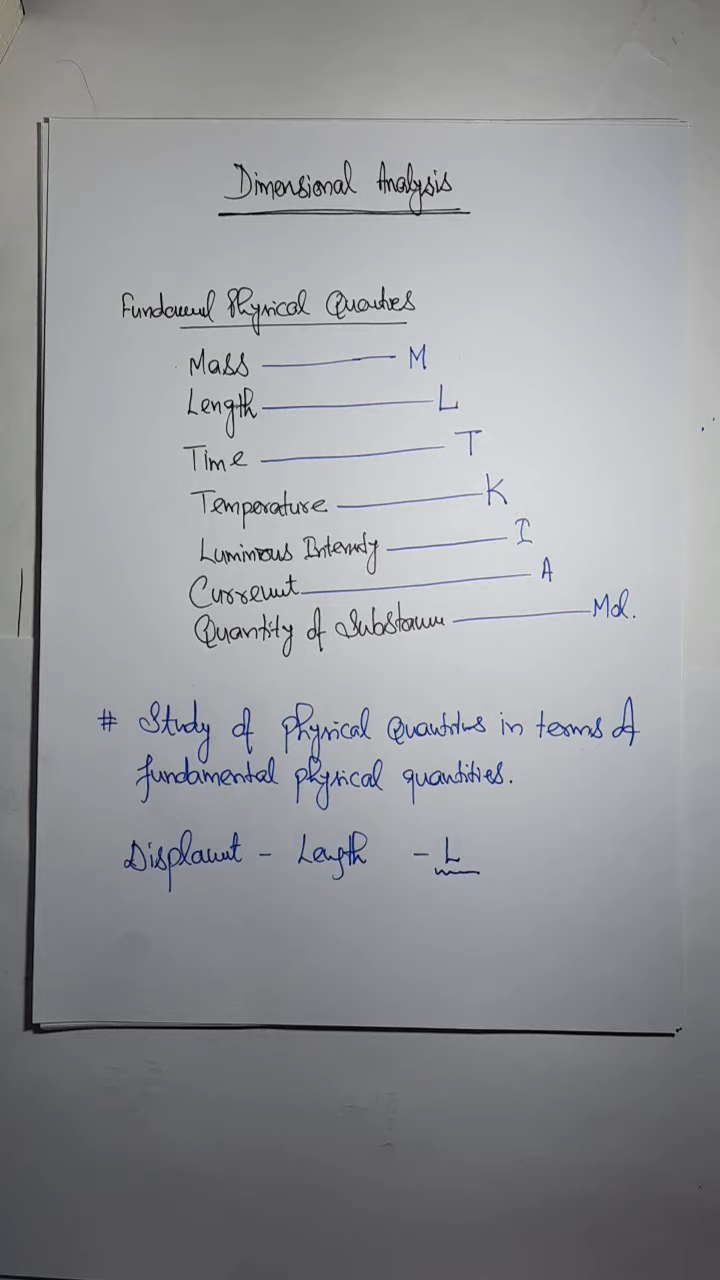 Dimensional Analysis
Fundamental Physical Quantities
Mass M
Length L
Time T
Temperature K
Luminous Intensity I
Current A
Quantity of Substance Mol.
# Study of physical Quantities in terms of
fundamental physical quantities.
Displacement - Length - L